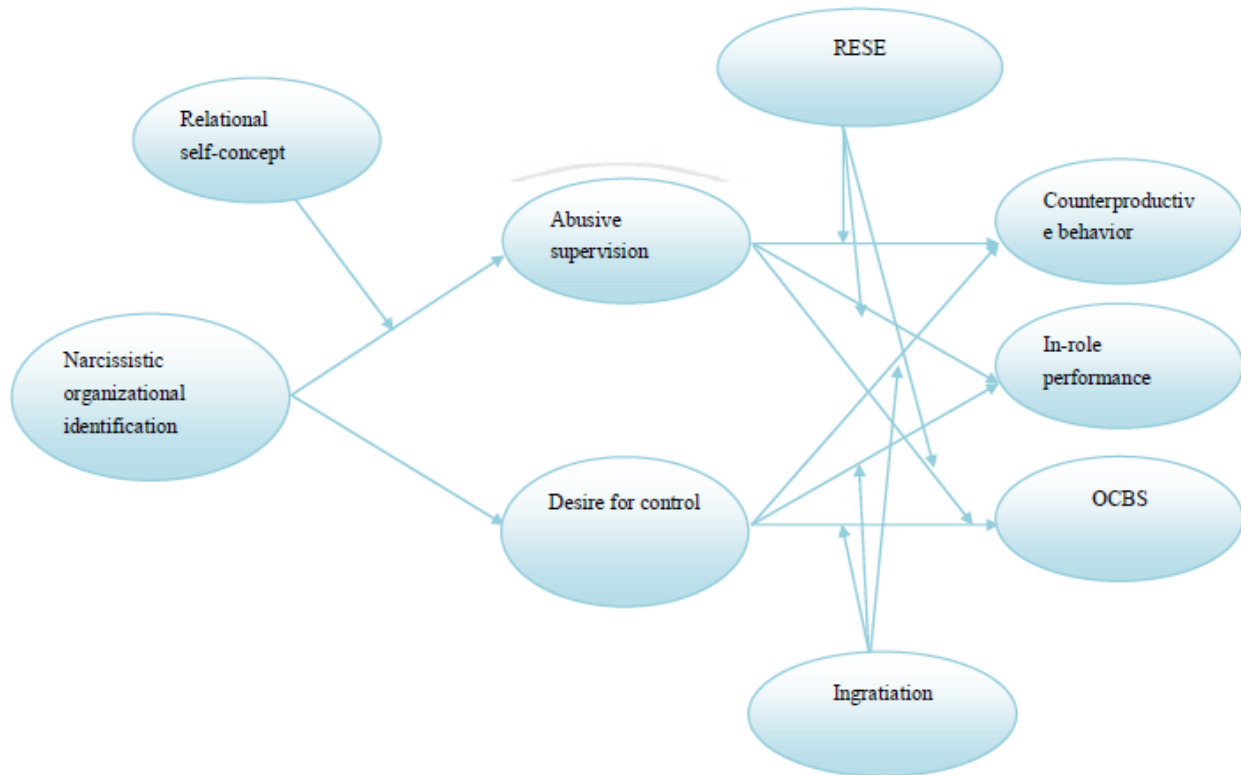 RESE
Relational
self-concept
Abusive
supervision
Counterproductiv
e behavior
Narcissistic
organizational
identification
In-role
performance
Desire for control
OCBS
Ingratiation